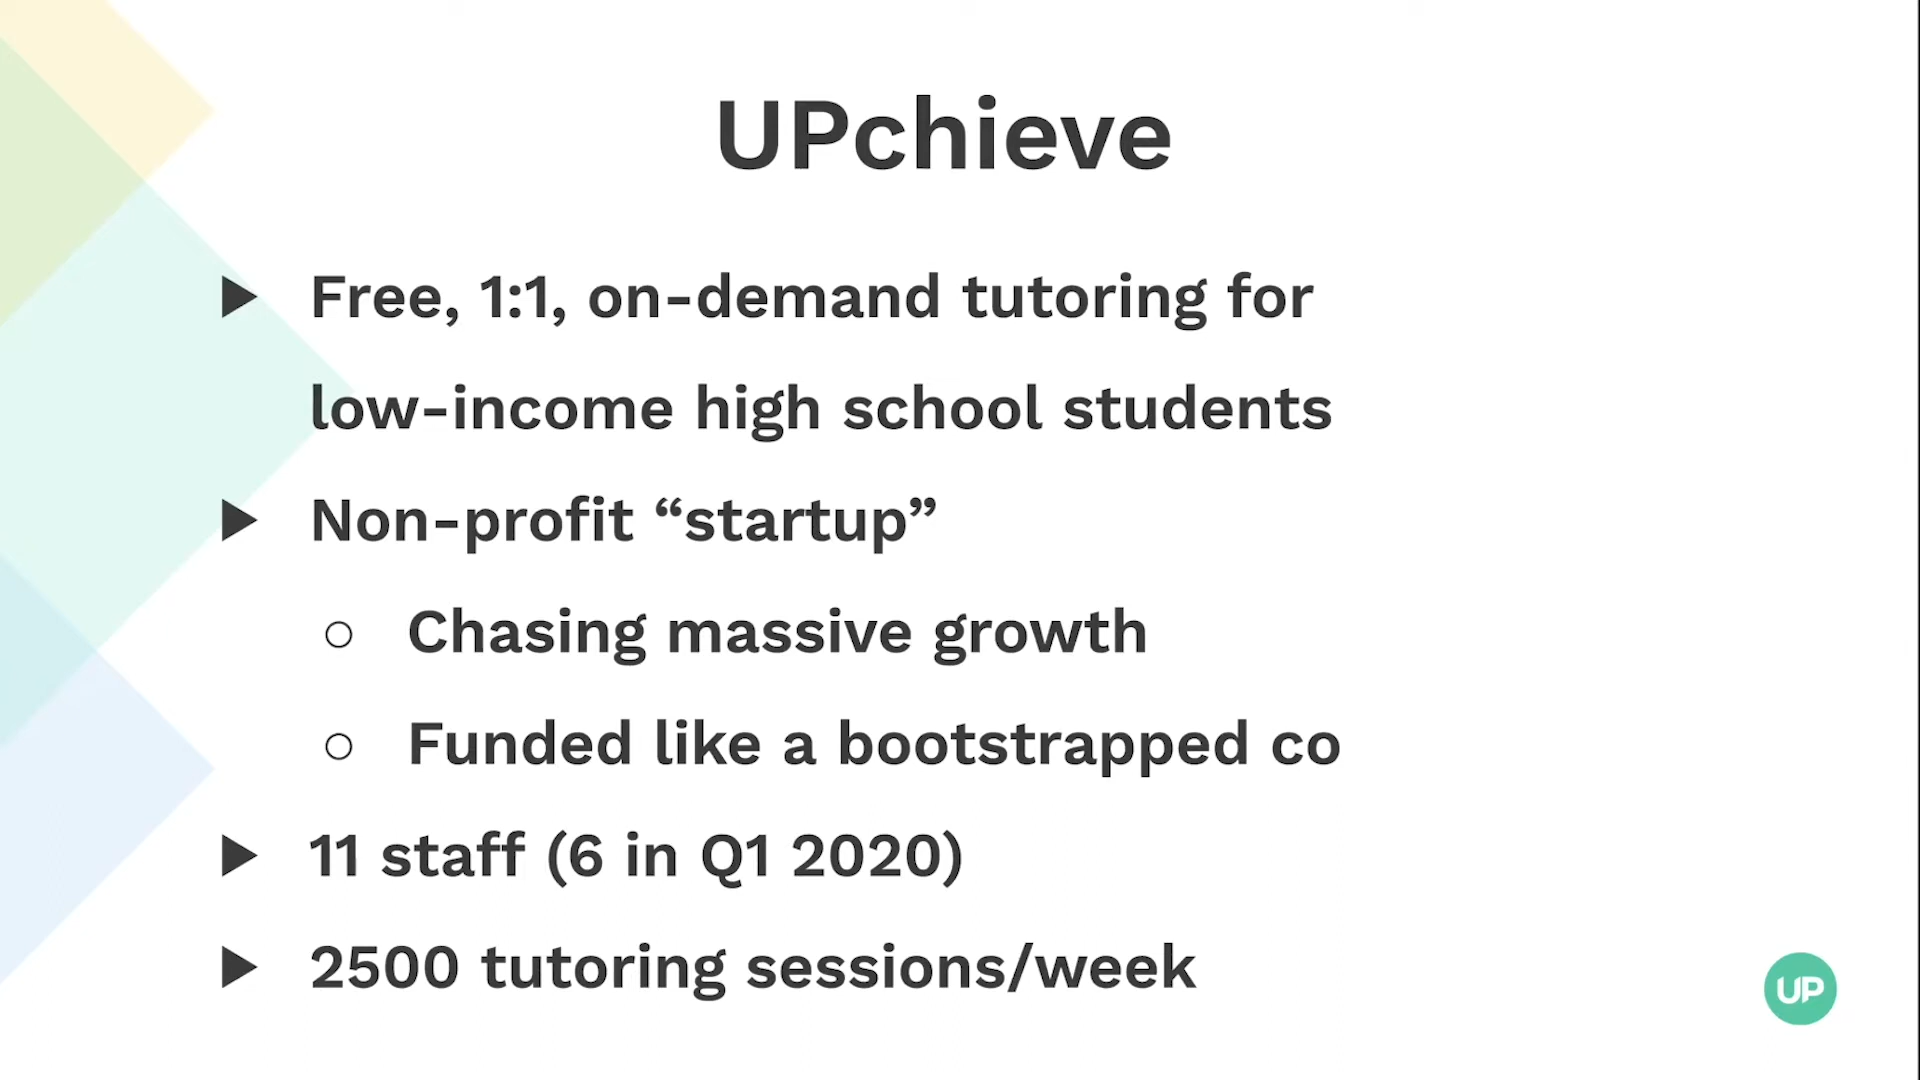 UPchieve
▶ Free, 1:1, on-demand tutoring for
low-income high school students
▶ Non-profit “startup”
○ Chasing massive growth
○ Funded like a bootstrapped co
▶ 11 staff (6 in Q1 2020)
▶ 2500 tutoring sessions/week
UP